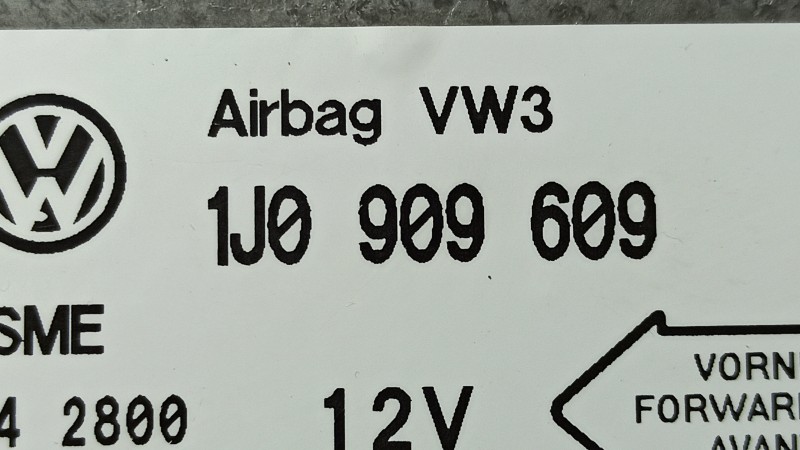 Airbag VW3
1J0 909 609
SME
4 2800
12V
VORN
FORWAR
AVAN